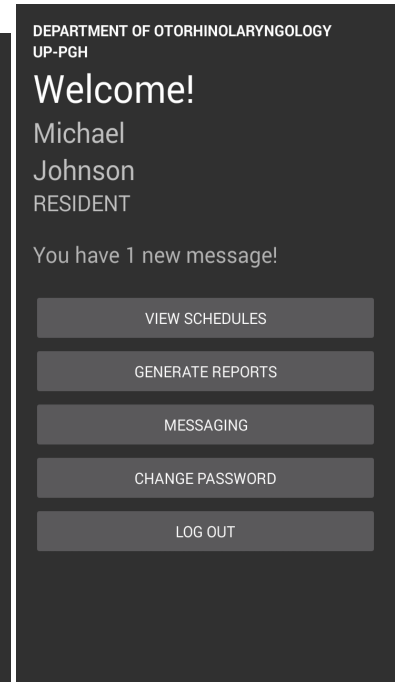 DEPARTMENT OF OTORHINOLARYNGOLOGY
UP-PGH
Welcome!
Michael
Johnson
RESIDENT
You have 1 new message!
VIEW SCHEDULES
GENERATE REPORTS
MESSAGING
CHANGE PASSWORD
LOG OUT